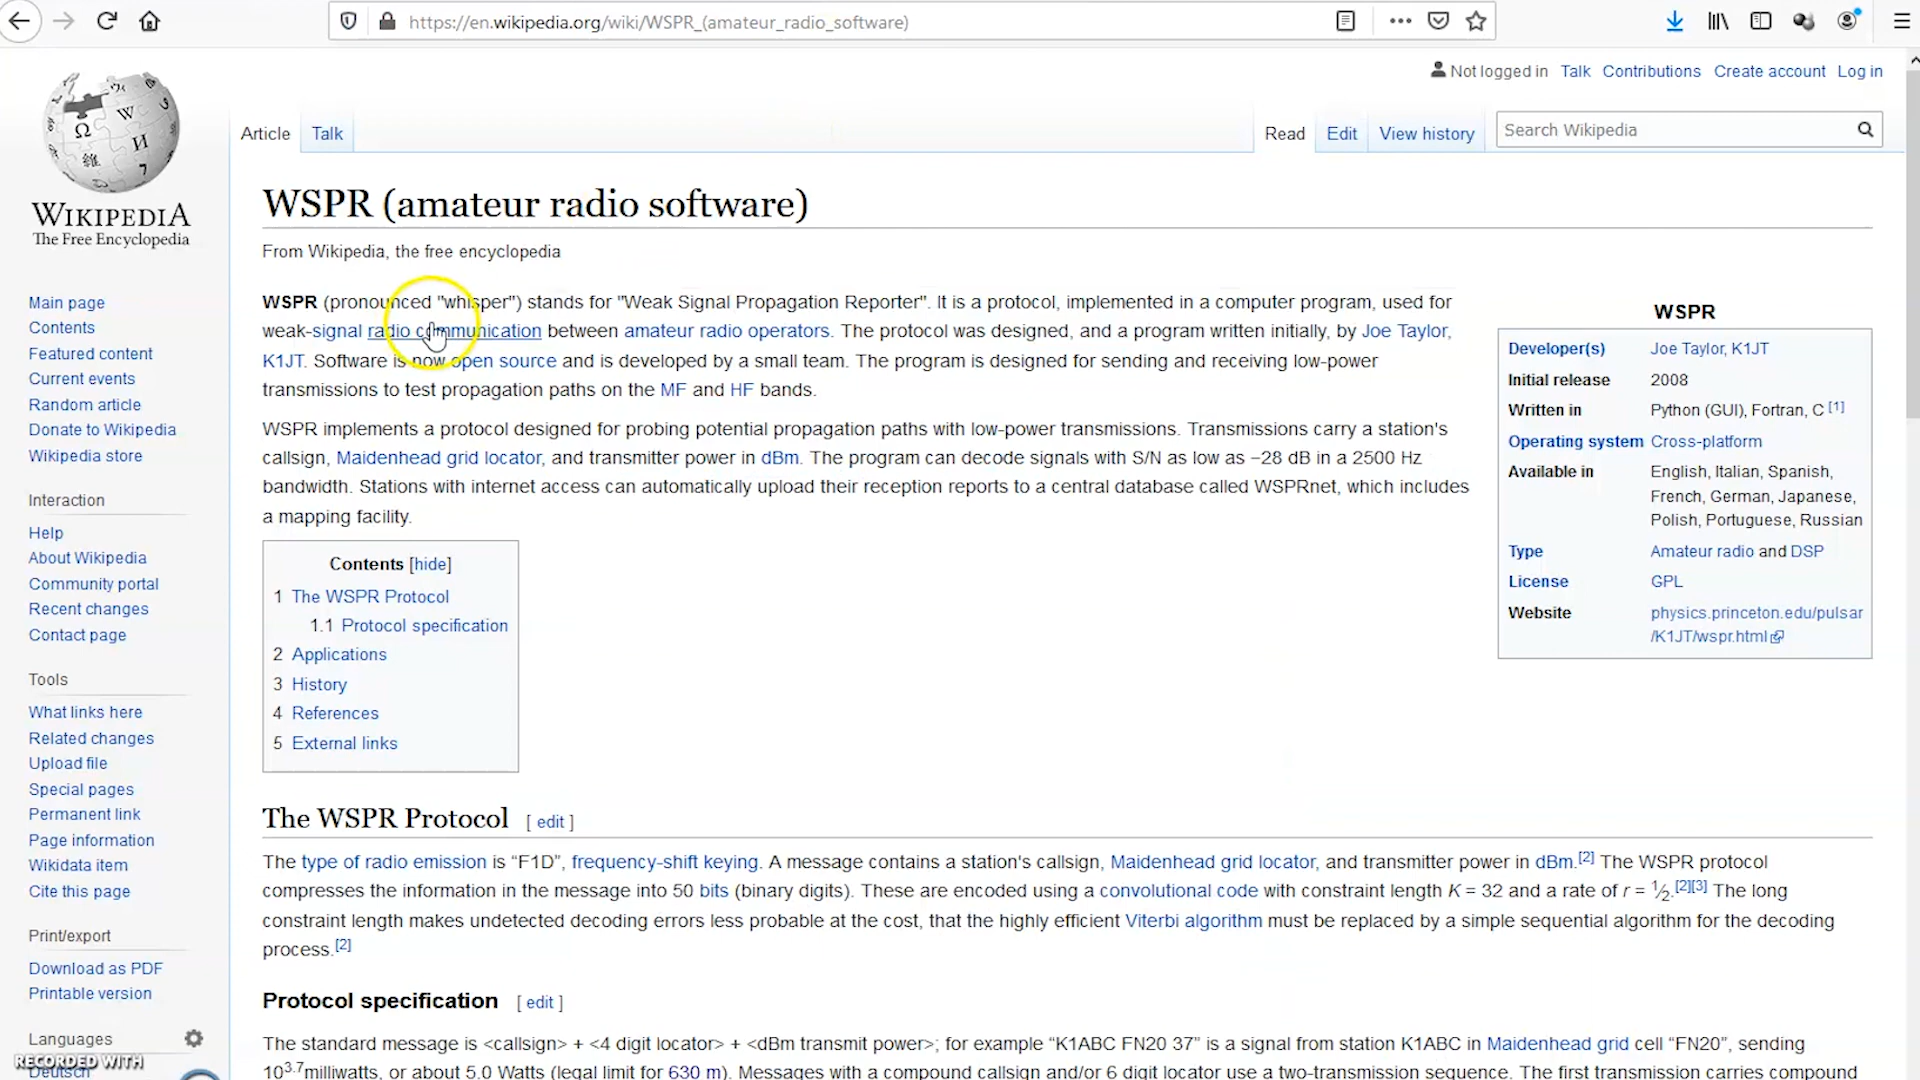 https://en.wikipedia.org/wiki/WSPR_(amateur_radio_software)
Not logged in Talk Contributions Create account Log in
Article Talk
Read Edit View history
Search Wikipedia
WIKIPEDIA
The Free Encyclopedia
Main page
Contents
Featured content
Current events
Random article
Donate to Wikipedia
Wikipedia store
Interaction
Help
About Wikipedia
Community portal
Recent changes
Contact page
Tools
What links here
Related changes
Upload file
Special pages
Permanent link
Page information
Wikidata item
Cite this page
Print/export
Download as PDF
Printable version
Languages
Deutsch
RECORDED WITH
WSPR (amateur radio software)
From Wikipedia, the free encyclopedia
WSPR (pronounced "whisper") stands for "Weak Signal Propagation Reporter". It is a protocol, implemented in a computer program, used for
weak-signal radio communication between amateur radio operators. The protocol was designed, and a program written initially, by Joe Taylor,
K1JT. Software is now open source and is developed by a small team. The program is designed for sending and receiving low-power
transmissions to test propagation paths on the MF and HF bands.
WSPR implements a protocol designed for probing potential propagation paths with low-power transmissions. Transmissions carry a station's
callsign, Maidenhead grid locator, and transmitter power in dBm. The program can decode signals with S/N as low as −28 dB in a 2500 Hz
bandwidth. Stations with internet access can automatically upload their reception reports to a central database called WSPRnet, which includes
a mapping facility.
WSPR
Developer(s) Joe Taylor, K1JT
Initial release 2008
Written in Python (GUI), Fortran, C [1]
Operating system Cross-platform
Available in English, Italian, Spanish,
French, German, Japanese,
Polish, Portuguese, Russian
Type Amateur radio and DSP
License GPL
Website physics.princeton.edu/pulsar
/K1JT/wspr.html
Contents [hide]
1 The WSPR Protocol
1.1 Protocol specification
2 Applications
3 History
4 References
5 External links
The WSPR Protocol [ edit ]
The type of radio emission is “F1D”, frequency-shift keying. A message contains a station's callsign, Maidenhead grid locator, and transmitter power in dBm.[2] The WSPR protocol
compresses the information in the message into 50 bits (binary digits). These are encoded using a convolutional code with constraint length K = 32 and a rate of r = 1⁄2.[2][3] The long
constraint length makes undetected decoding errors less probable at the cost, that the highly efficient Viterbi algorithm must be replaced by a simple sequential algorithm for the decoding
process.[2]
Protocol specification [ edit ]
The standard message is <callsign> + <4 digit locator> + <dBm transmit power>; for example “K1ABC FN20 37” is a signal from station K1ABC in Maidenhead grid cell “FN20”, sending
10^3.7 milliwatts, or about 5.0 Watts (legal limit for 630 m). Messages with a compound callsign and/or 6 digit locator use a two-transmission sequence. The first transmission carries compound